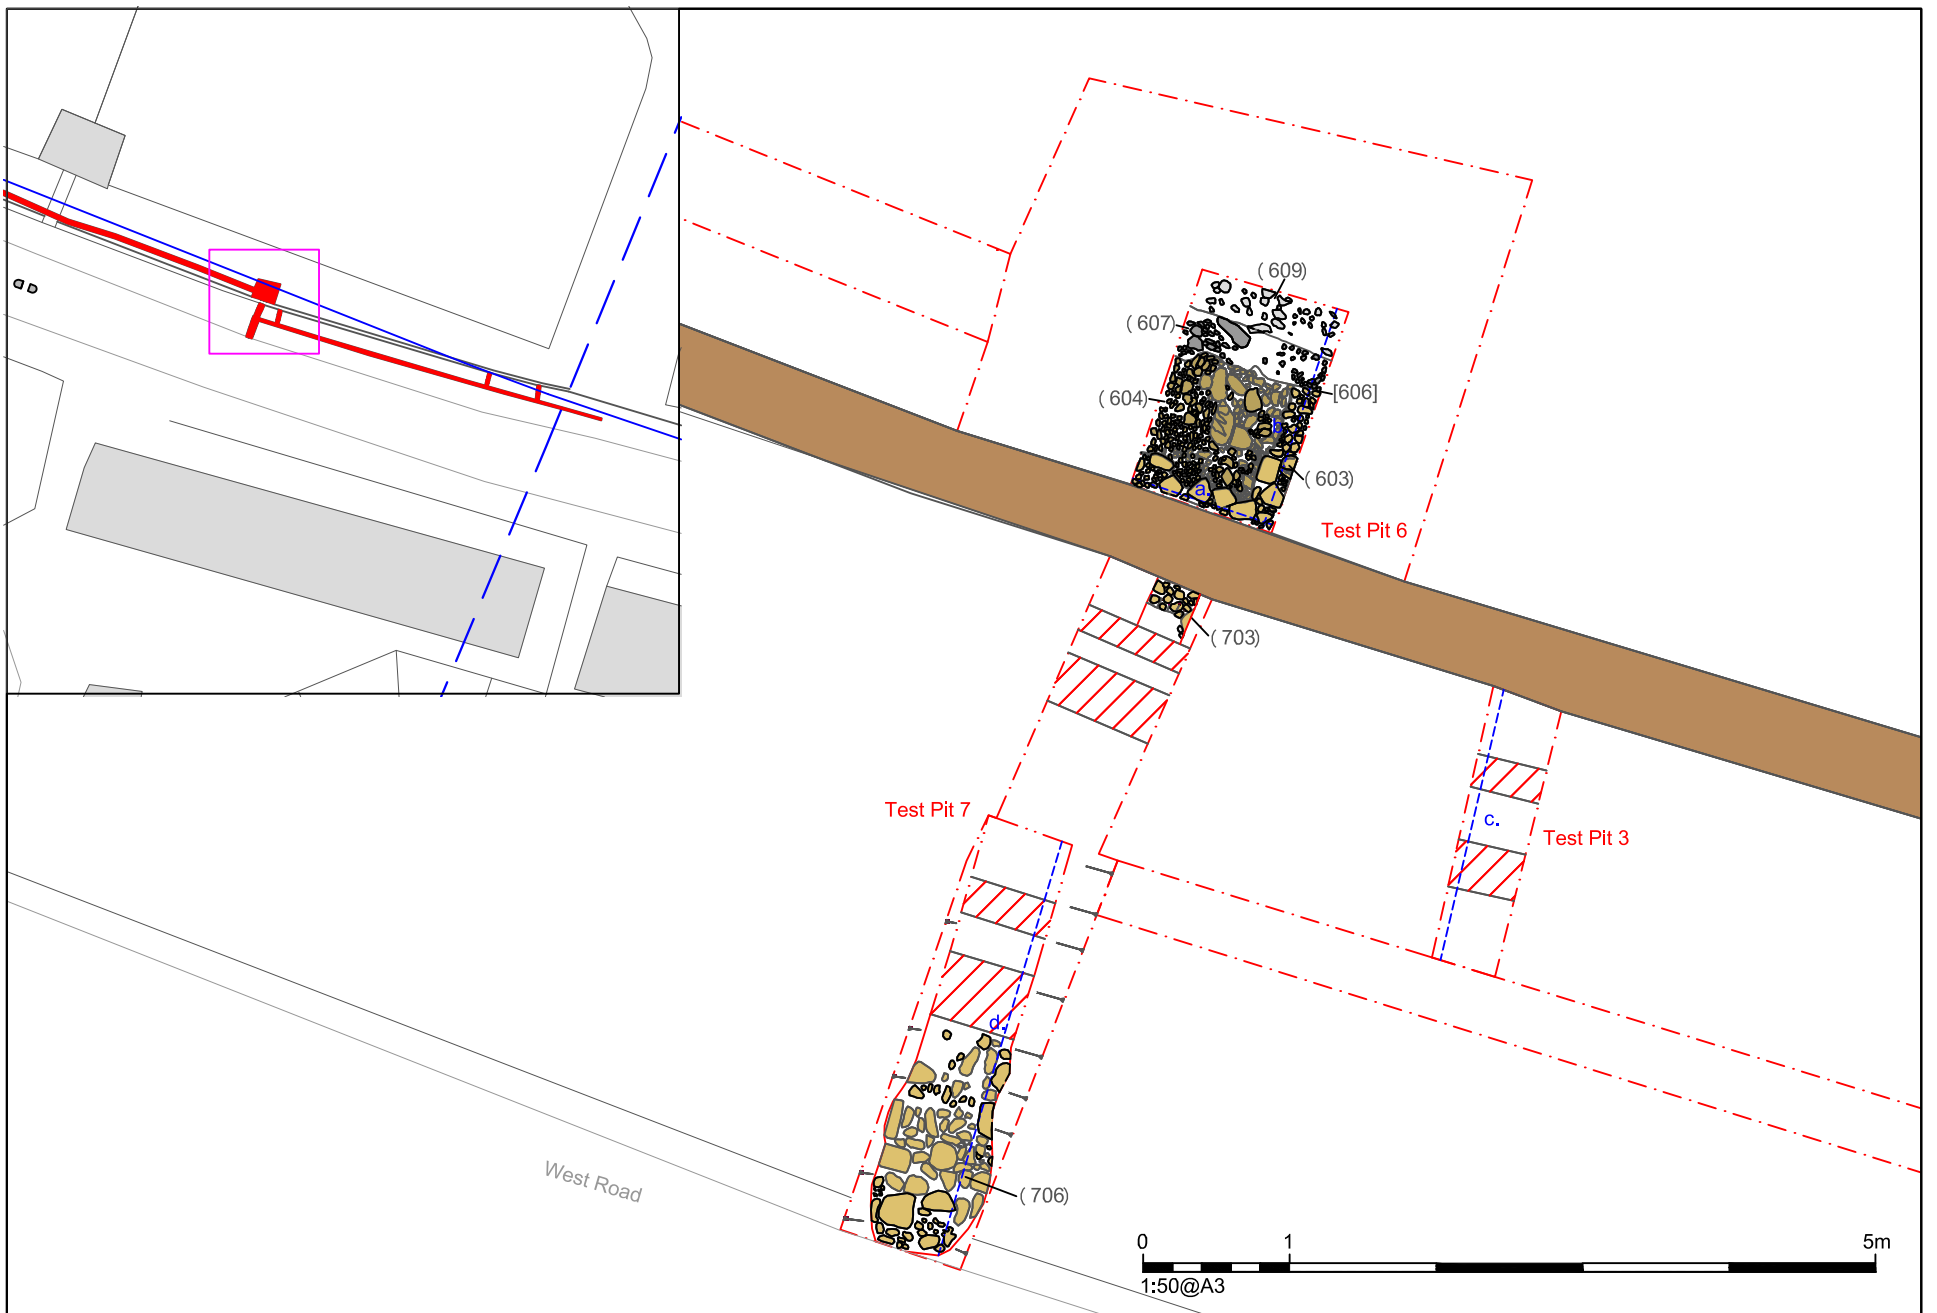 (609)
(607)
[606]
(604)
b.
(603)
a.
Test Pit 6
(703)
Test Pit 7
c.
Test Pit 3
d.
West Road
(706)
0 1 5m
1:50@A3